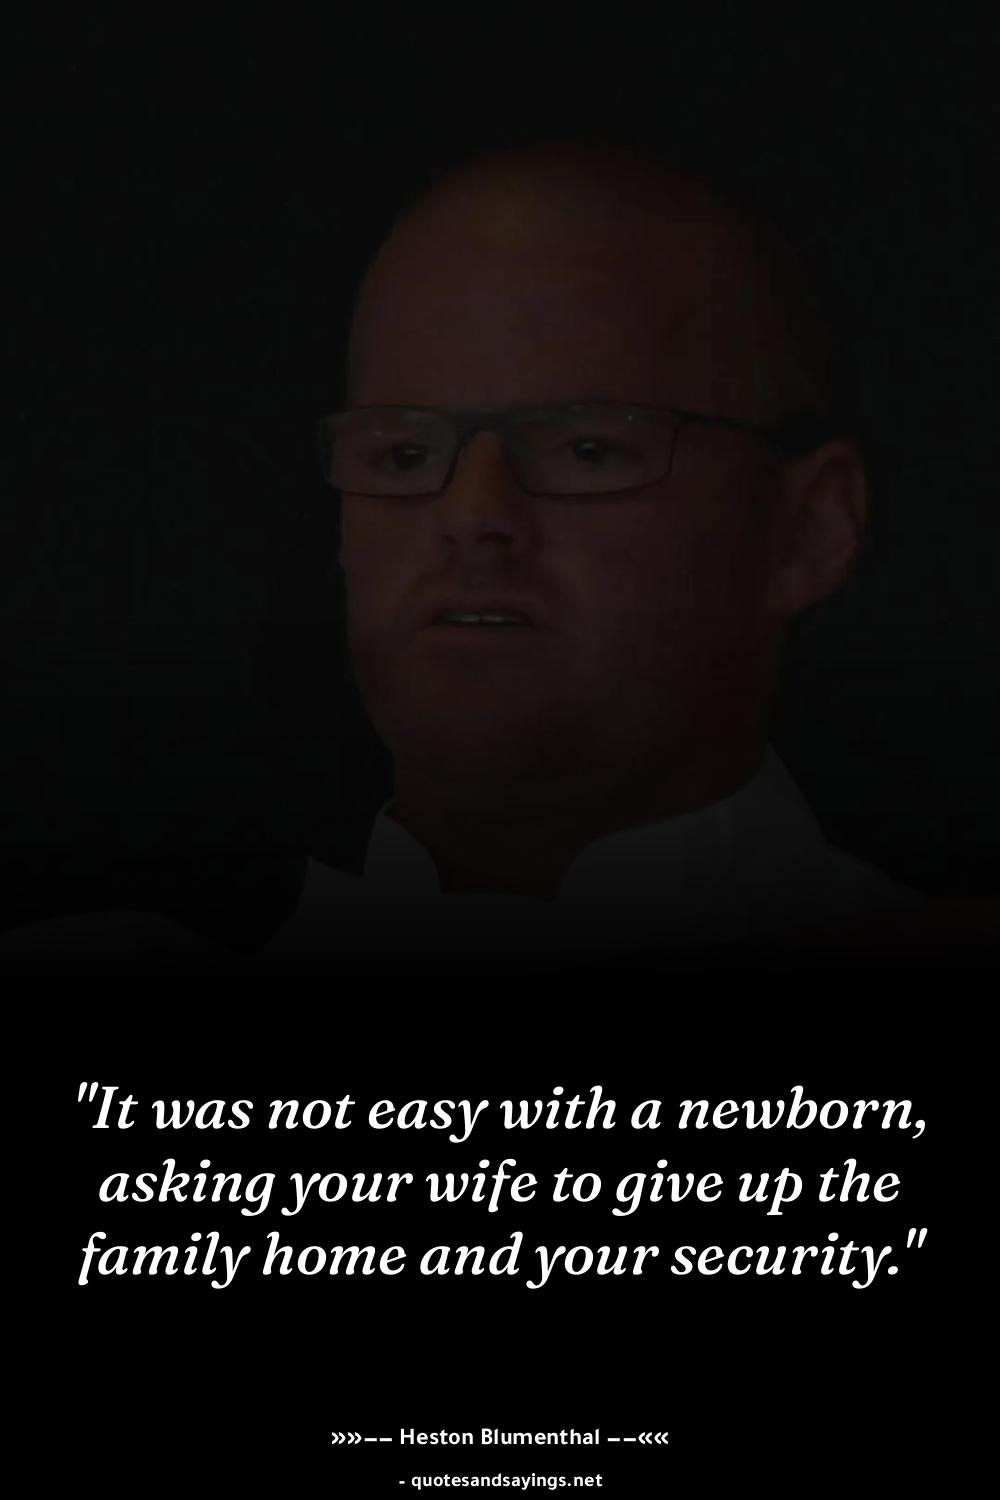 "It was not easy with a newborn,
asking your wife to give up the
family home and your security."
»»–– Heston Blumenthal ––««
- quotesandsayings.net